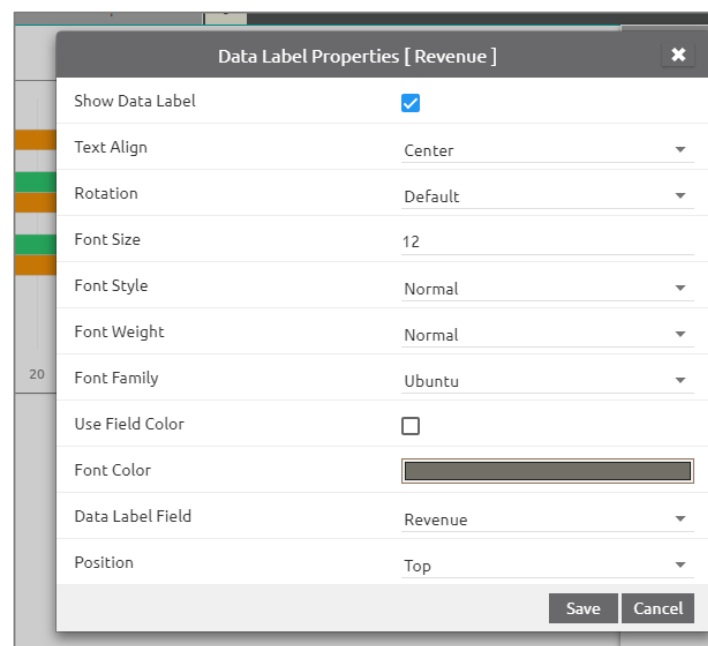 Data Label Properties [ Revenue ]
Show Data Label
Text Align Center
Rotation Default
Font Size 12
Font Style Normal
Font Weight Normal
20 Font Family Ubuntu
Use Field Color
Font Color
Data Label Field Revenue
Position Top
Save Cancel